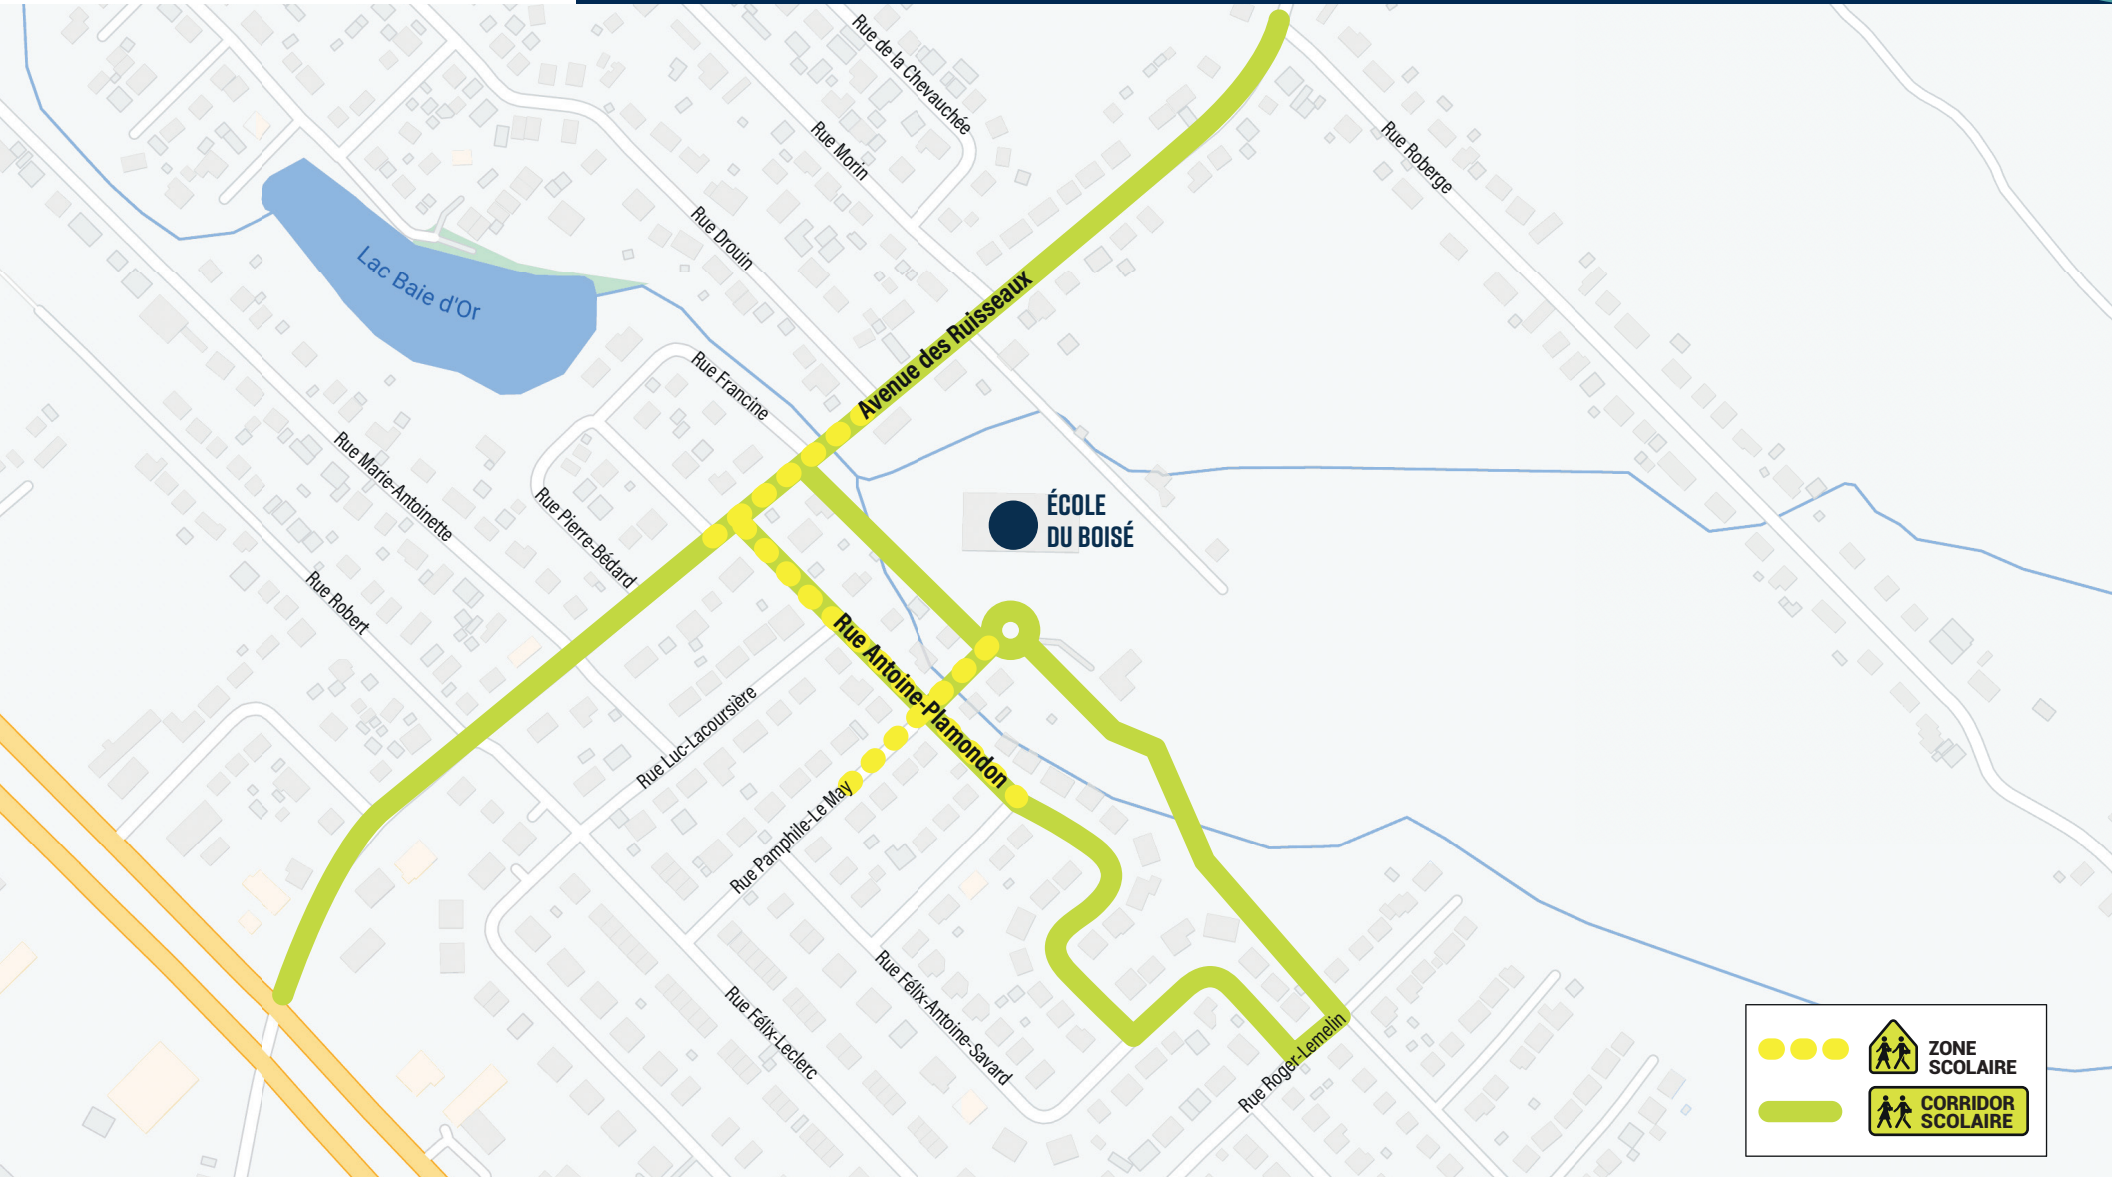 Rue de la Chevauchée
Rue Morin
Rue Roberge
Rue Drouin
Lac Baie d'Or
Avenue des Ruisseaux
Rue Francine
Rue Marie-Antoinette
Rue Pierre-Bédard
ÉCOLE
DU BOISÉ
Rue Robert
Rue Antoine-Plamondon
Rue Luc-Lacoursière
Rue Pamphile-Le May
Rue Félix-Antoine-Savard
Rue Félix-Leclerc
Rue Roger-Lemelin
ZONE
SCOLAIRE
CORRIDOR
SCOLAIRE